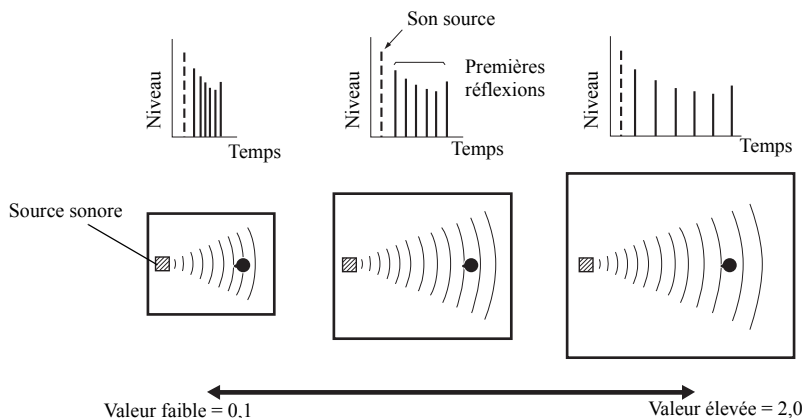 Son source
Niveau
Temps
Niveau
Premières
réflexions
Temps
Niveau
Temps
Source sonore
Valeur faible = 0,1
Valeur élevée = 2,0